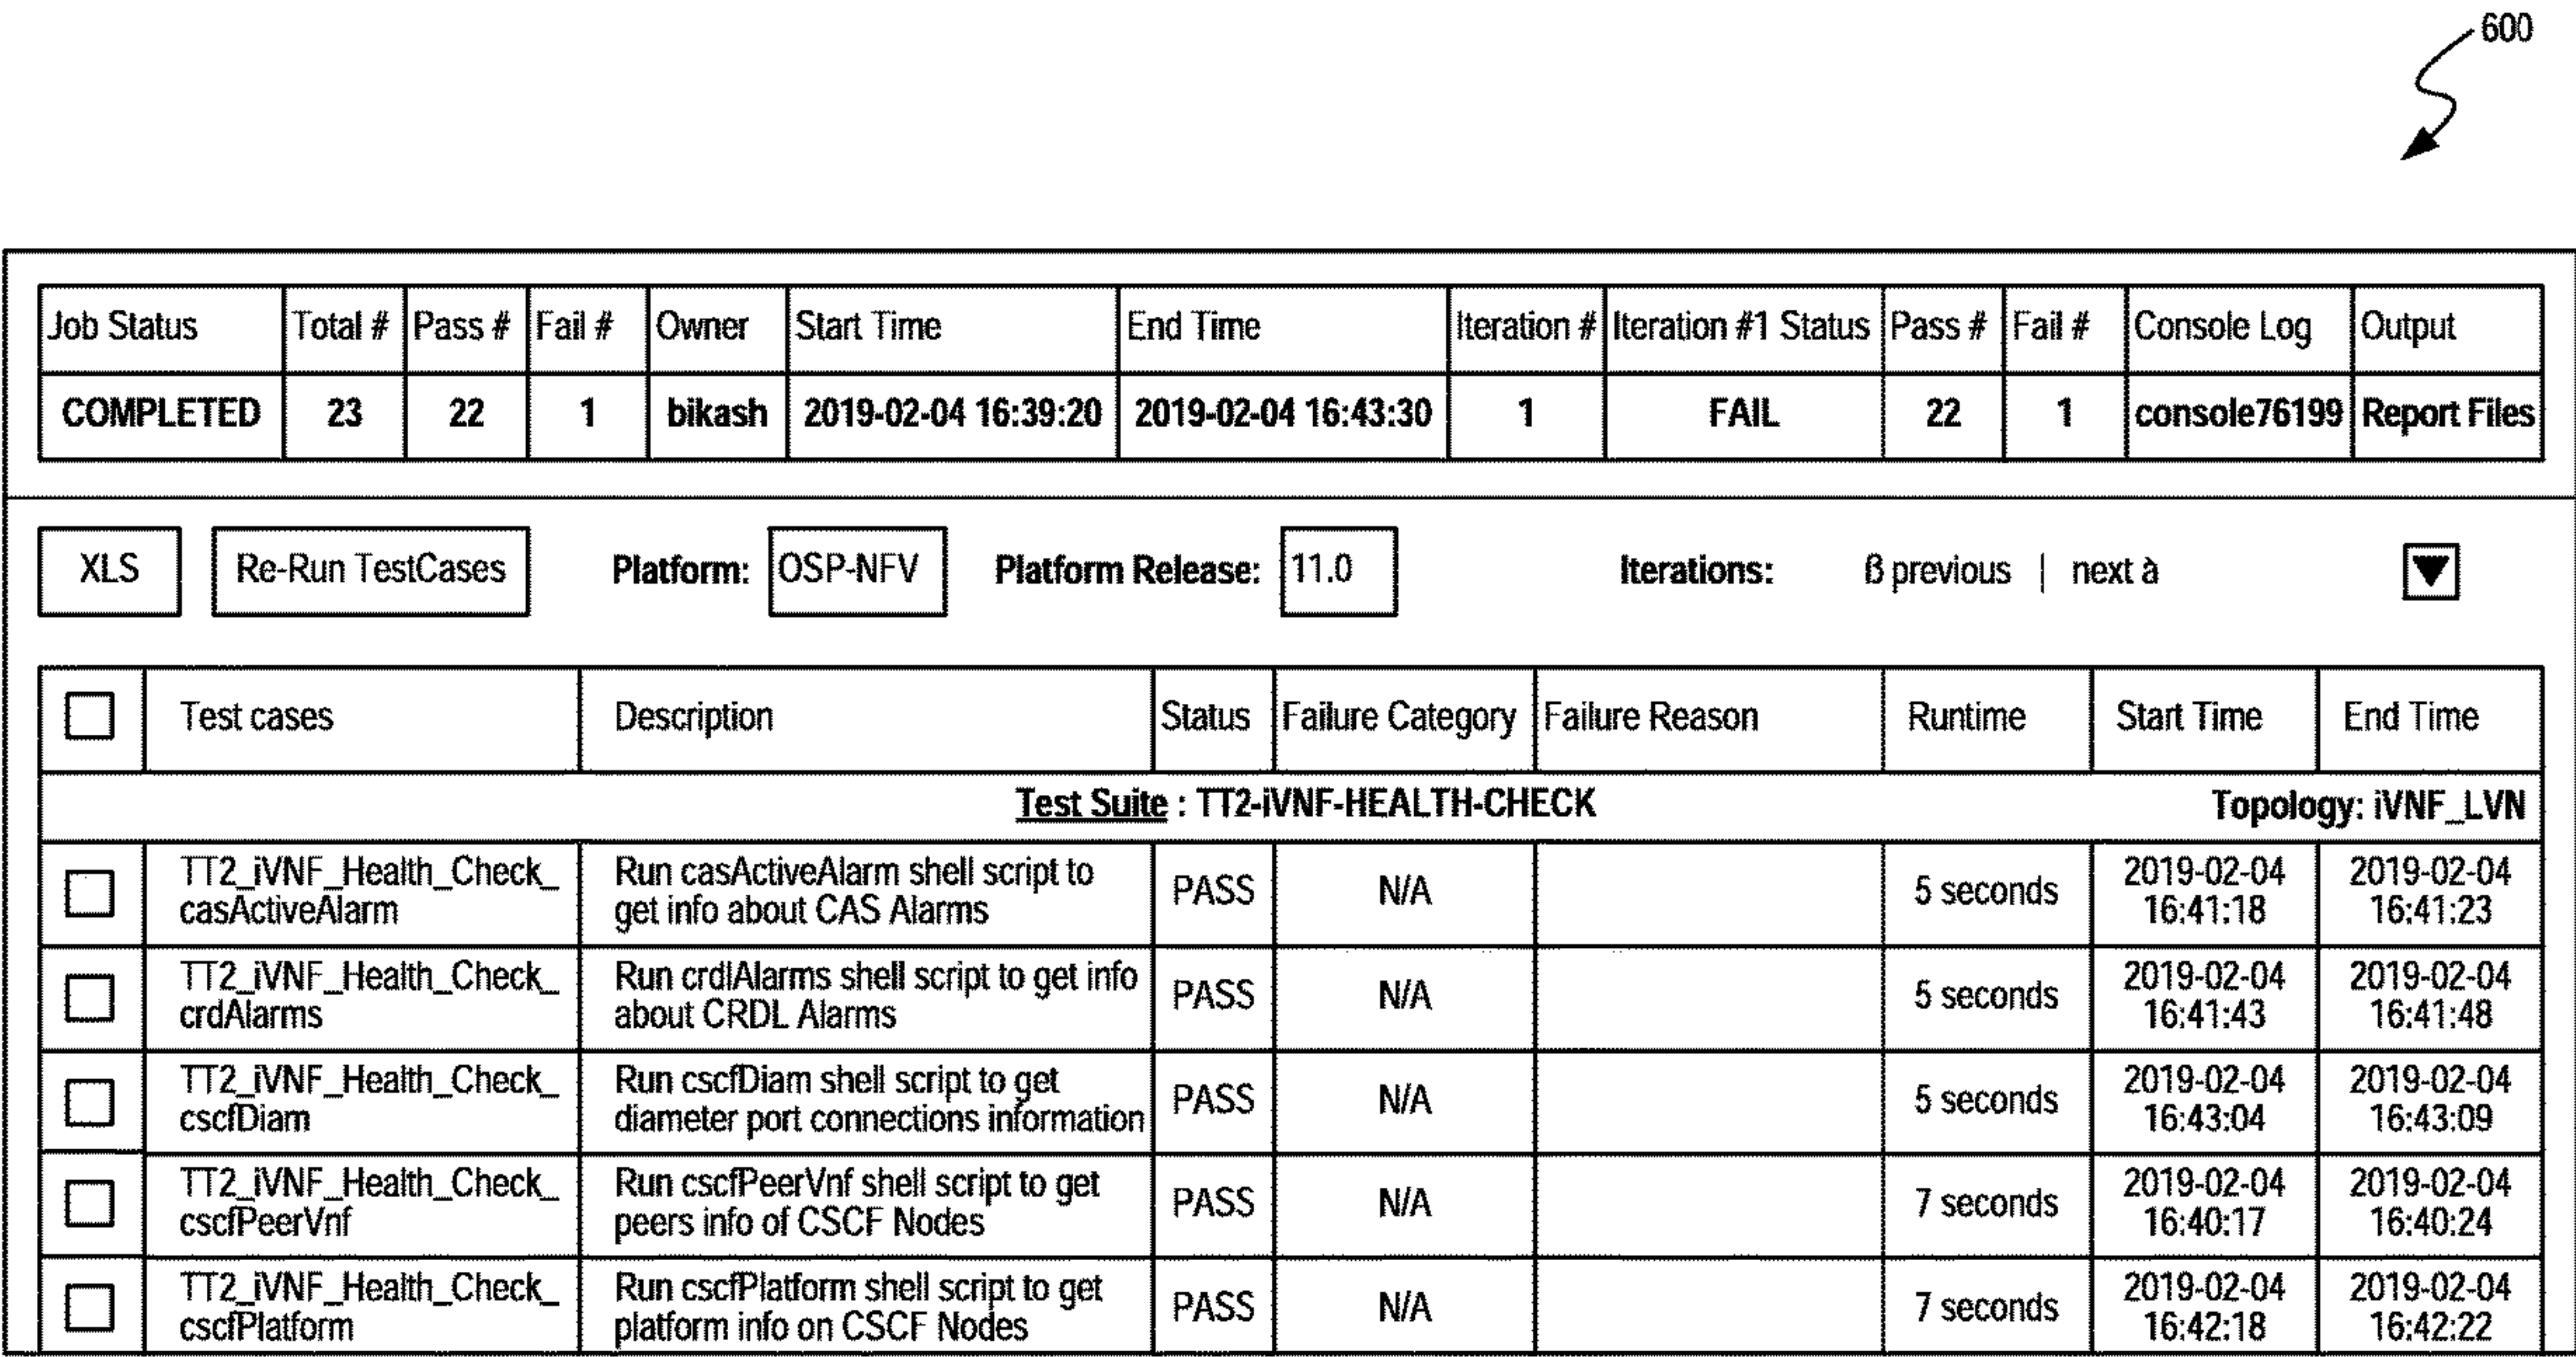 600
Job Status Total # Pass # Fail # Owner Start Time End Time Iteration # Iteration #1 Status Pass # Fail # Console Log Output
COMPLETED 23 22 1 bikash 2019-02-04 16:39:20 2019-02-04 16:43:30 1 FAIL 22 1 console76199 Report Files
XLS Re-Run TestCases Platform: OSP-NFV Platform Release: 11.0 Iterations: ß previous | next à
Test cases Description Status Failure Category Failure Reason Runtime Start Time End Time
Test Suite : TT2-iVNF-HEALTH-CHECK Topology: iVNF_LVN
TT2_iVNF_Health_Check_ Run casActiveAlarm shell script to 2019-02-04 2019-02-04
casActiveAlarm get info about CAS Alarms PASS N/A 5 seconds 16:41:18 16:41:23
TT2_iVNF_Health_Check_ Run crdlAlarms shell script to get info 2019-02-04 2019-02-04
crdAlarms about CRDL Alarms PASS N/A 5 seconds 16:41:43 16:41:48
TT2_iVNF_Health_Check_ Run cscfDiam shell script to get 2019-02-04 2019-02-04
cscfDiam diameter port connections information PASS N/A 5 seconds 16:43:04 16:43:09
TT2_iVNF_Health_Check_ Run cscfPeerVnf shell script to get 2019-02-04 2019-02-04
cscfPeerVnf peers info of CSCF Nodes PASS N/A 7 seconds 16:40:17 16:40:24
TT2_iVNF_Health_Check_ Run cscfPlatform shell script to get 2019-02-04 2019-02-04
cscfPlatform platform info on CSCF Nodes PASS N/A 7 seconds 16:42:18 16:42:22